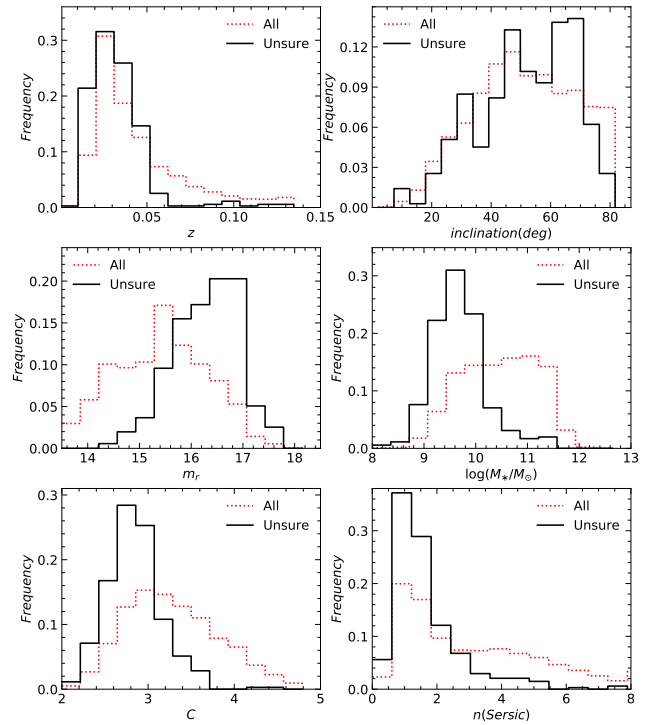 All
Unsure
Frequency
0.3
0.2
0.1
0.0
0.05
0.10
0.15
z
All
Unsure
Frequency
0.12
0.09
0.06
0.03
0.00
20
40
60
80
inclination(deg)
All
Unsure
Frequency
0.20
0.15
0.10
0.05
0.00
14
15
16
17
18
m_r
All
Unsure
Frequency
0.3
0.2
0.1
0.0
8
9
10
11
12
13
log(M_*/M_⊙)
All
Unsure
Frequency
0.3
0.2
0.1
0.0
2
3
4
5
C
All
Unsure
Frequency
0.3
0.2
0.1
0.0
0
2
4
6
8
n(Sersic)